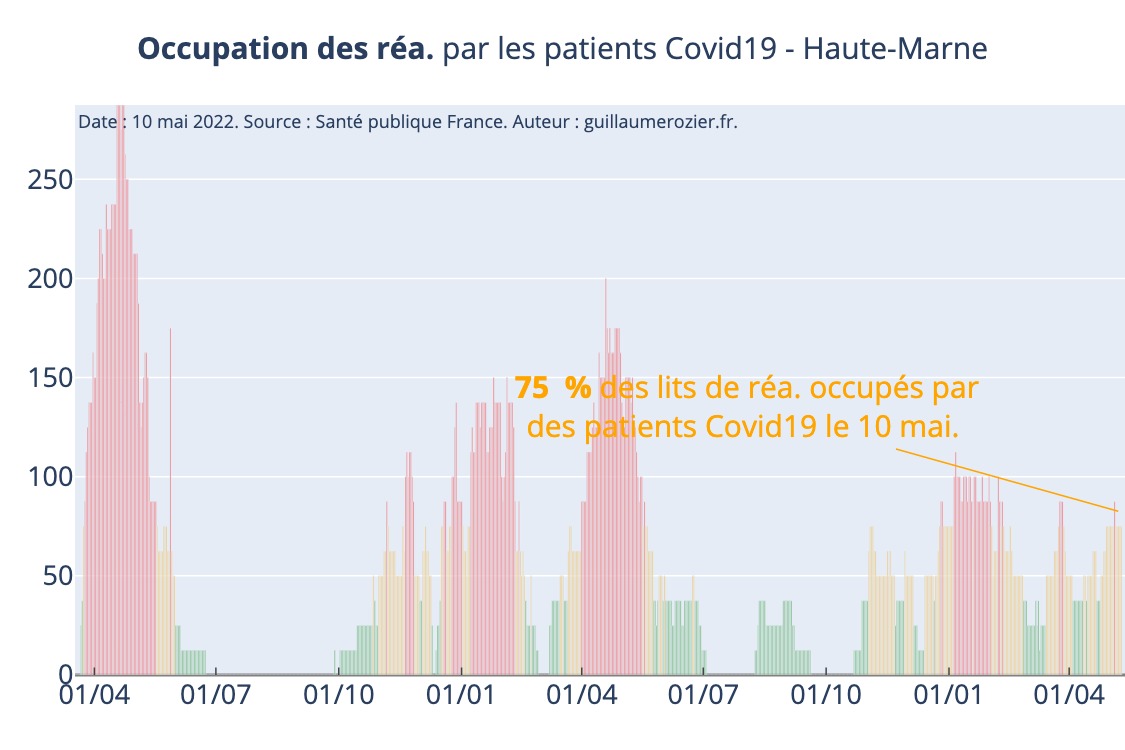 Occupation des réa. par les patients Covid19 - Haute-Marne
Date : 10 mai 2022. Source : Santé publique France. Auteur : guillaumerozier.fr.
250
200
150
75 % des lits de réa. occupés par
des patients Covid19 le 10 mai.
100
50
0
01/04 01/07 01/10 01/01 01/04 01/07 01/10 01/01 01/04